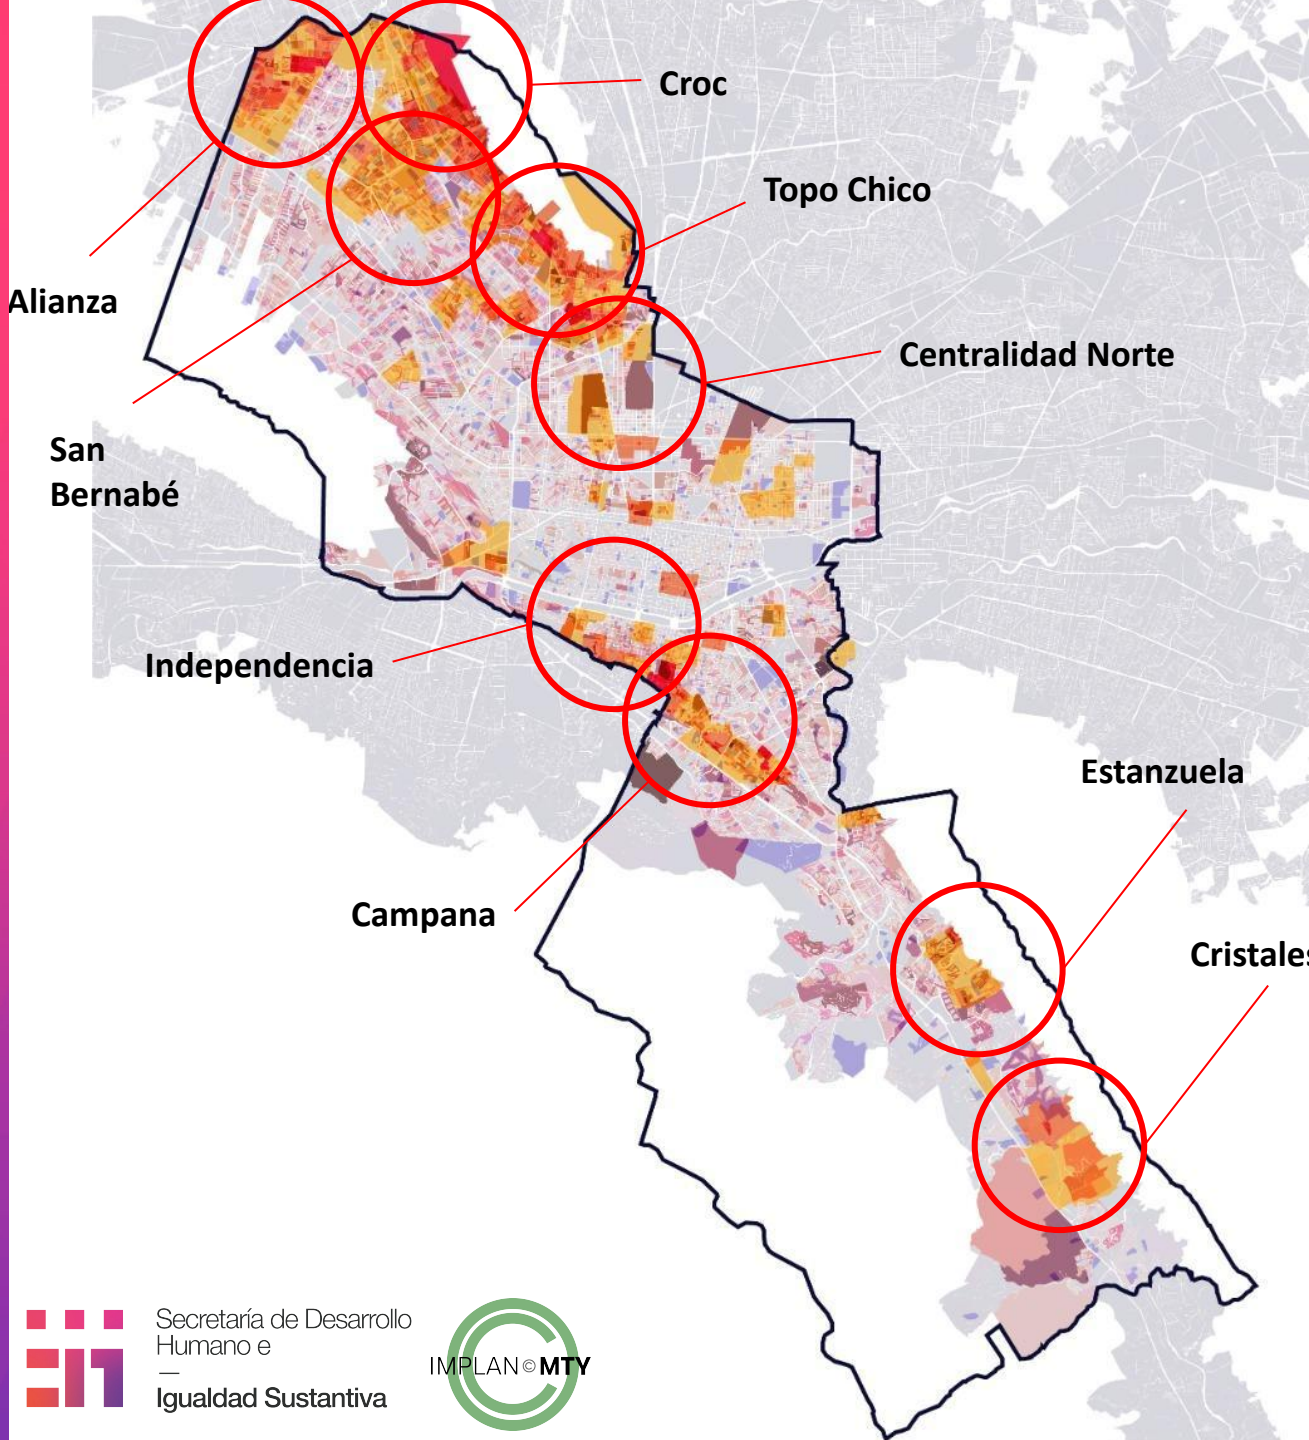 Croc
Topo Chico
Alianza
Centralidad Norte
San
Bernabé
Independencia
Estanzuela
Campana
Cristales
Secretaría de Desarrollo
Humano e
—
Igualdad Sustantiva
IMPLAN© MTY